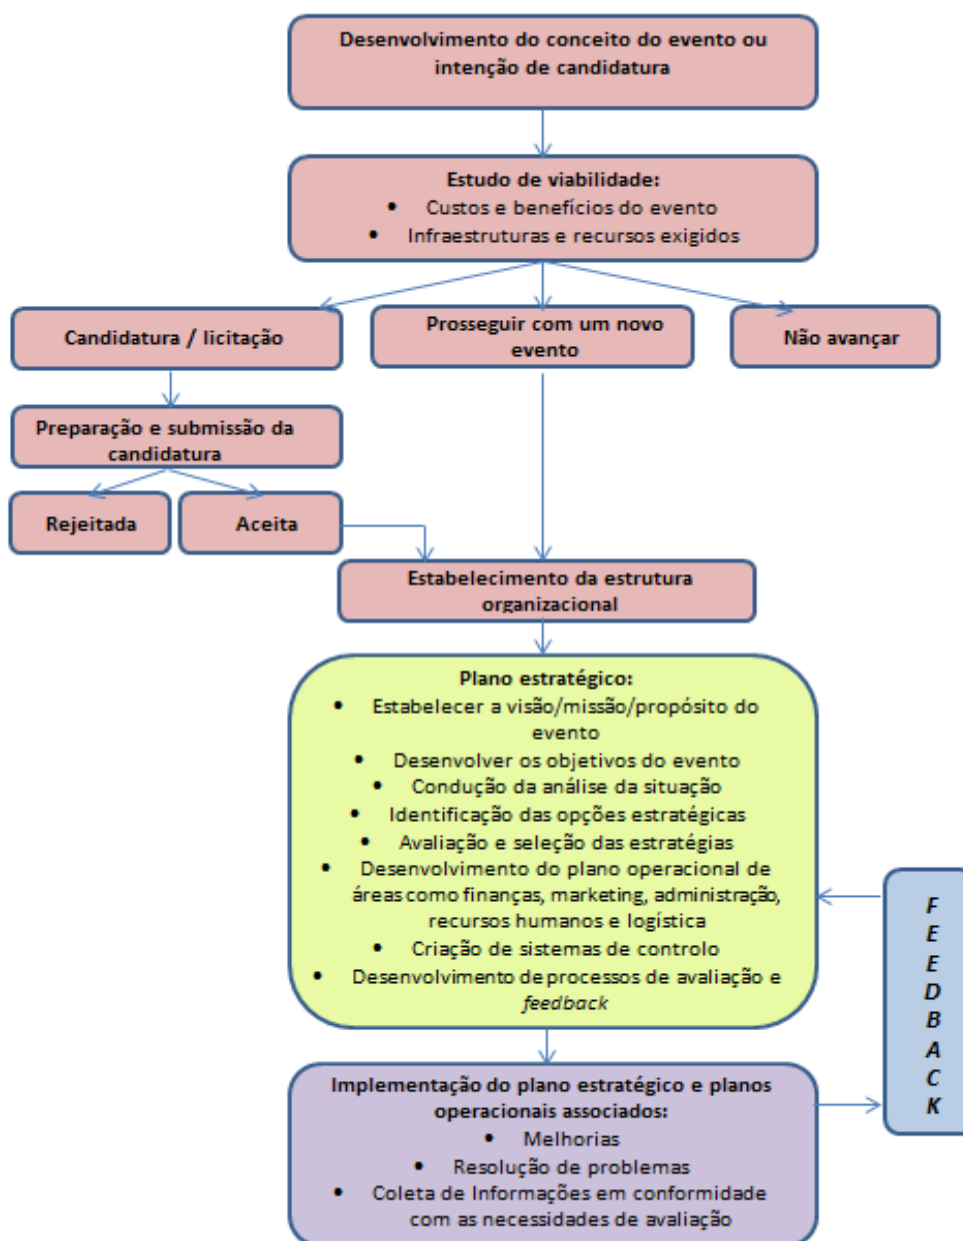 Desenvolvimento do conceito do evento ou
intenção de candidatura
Estudo de viabilidade:
• Custos e benefícios do evento
• Infraestruturas e recursos exigidos
Candidatura / licitação
Prosseguir com um novo
evento
Não avançar
Preparação e submissão da
candidatura
Rejeitada
Aceita
Estabelecimento da estrutura
organizacional
Plano estratégico:
• Estabelecer a visão/missão/propósito do
evento
• Desenvolver os objetivos do evento
• Condução da análise da situação
• Identificação das opções estratégicas
• Avaliação e seleção das estratégias
• Desenvolvimento do plano operacional de
áreas como finanças, marketing, administração,
recursos humanos e logística
• Criação de sistemas de controlo
• Desenvolvimento de processos de avaliação e
feedback
F
E
E
D
B
A
C
K
Implementação do plano estratégico e planos
operacionais associados:
• Melhorias
• Resolução de problemas
• Coleta de Informações em conformidade
com as necessidades de avaliação